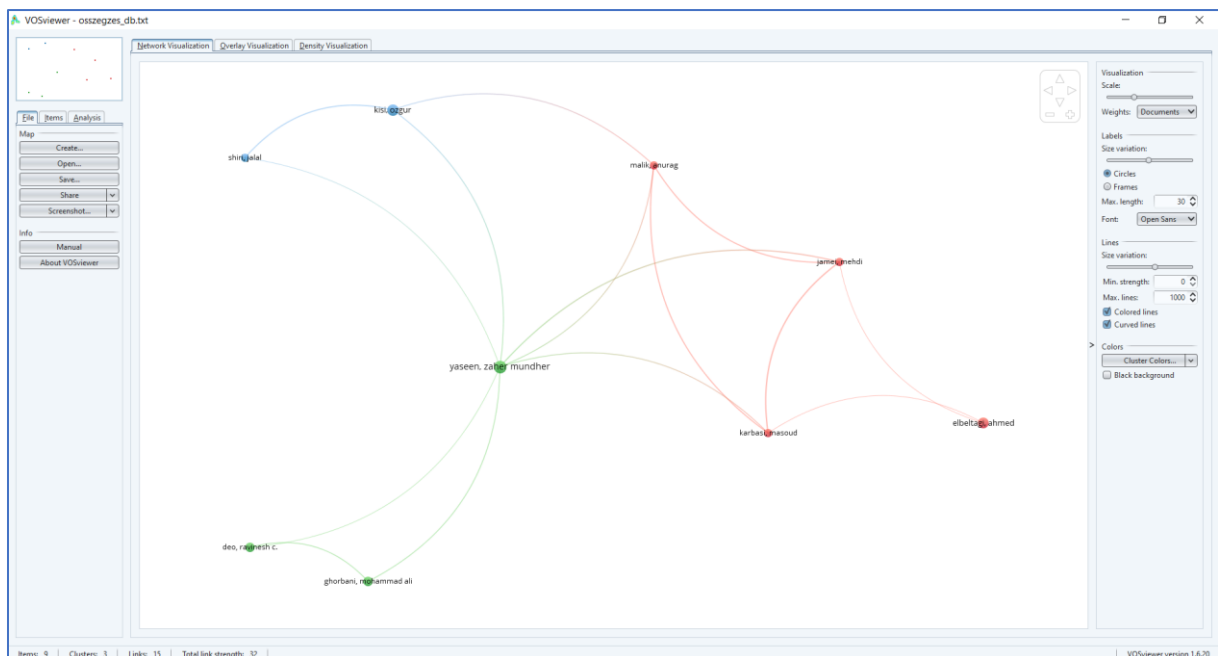 VOSviewer - osszegzes_db.txt
Network Visualization Overlay Visualization Density Visualization
File Items Analysis
Map
Create...
Open...
Save...
Share
Screenshot...
Info
Manual
About VOSviewer
kisi, ozgur
shiri, jalal
malik, anurag
jamei, mehdi
yaseen, zaher mundher
karbasi, masoud
elbeltagi, ahmed
deo, ravinesh c.
ghorbani, mohammad ali
Visualization
Scale:
Weights: Documents
Labels
Size variation:
Circles
Frames
Max. length: 30
Font: Open Sans
Lines
Size variation:
Min. strength: 0
Max. lines: 1000
Colored lines
Curved lines
>
Colors
Cluster Colors...
Black background
Items: 9 Clusters: 3 Links: 15 Total link strength: 32
VOSviewer version 1.6.20